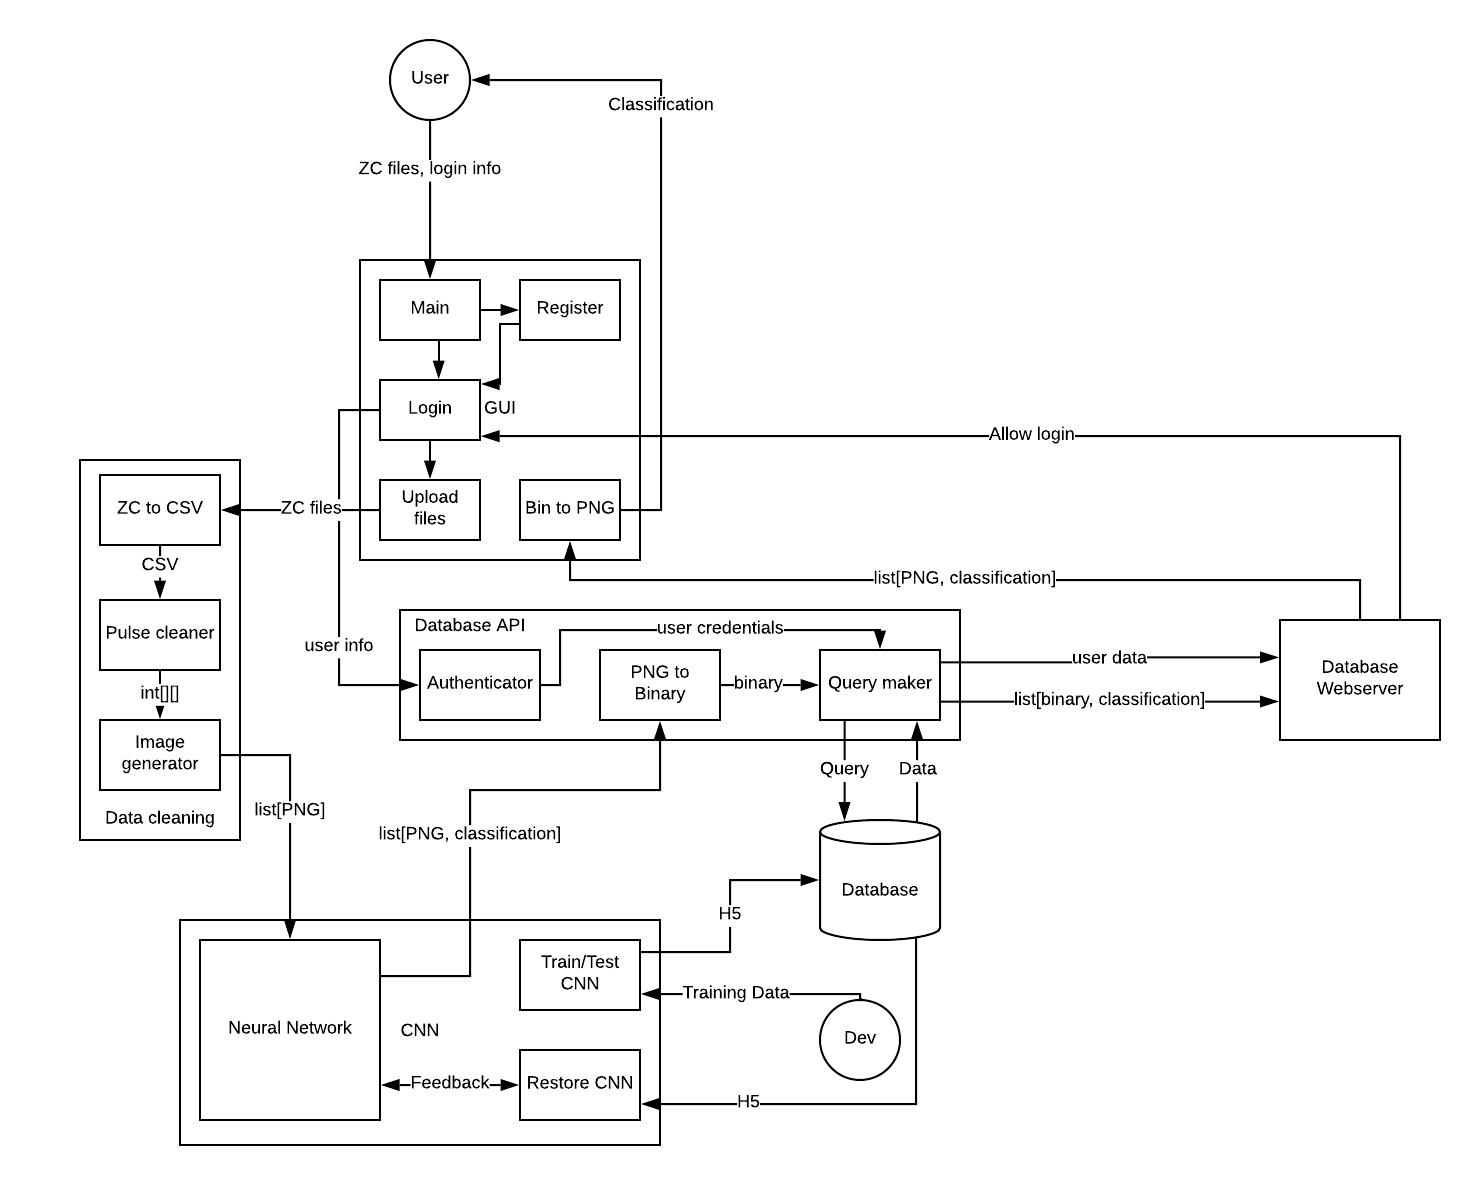 User
Classification
ZC files, login info
Main
Register
Login
GUI
Allow login
Upload
files
Bin to PNG
ZC to CSV
ZC files
CSV
list[PNG, classification]
Pulse cleaner
user info
Database API
user credentials
int[][]
Authenticator
PNG to
Binary
binary
Query maker
user data
list[binary, classification]
Database
Webserver
Image
generator
Data cleaning
list[PNG]
Query
Data
list[PNG, classification]
Database
H5
Train/Test
CNN
Training Data
Neural Network
CNN
Dev
Feedback
Restore CNN
H5